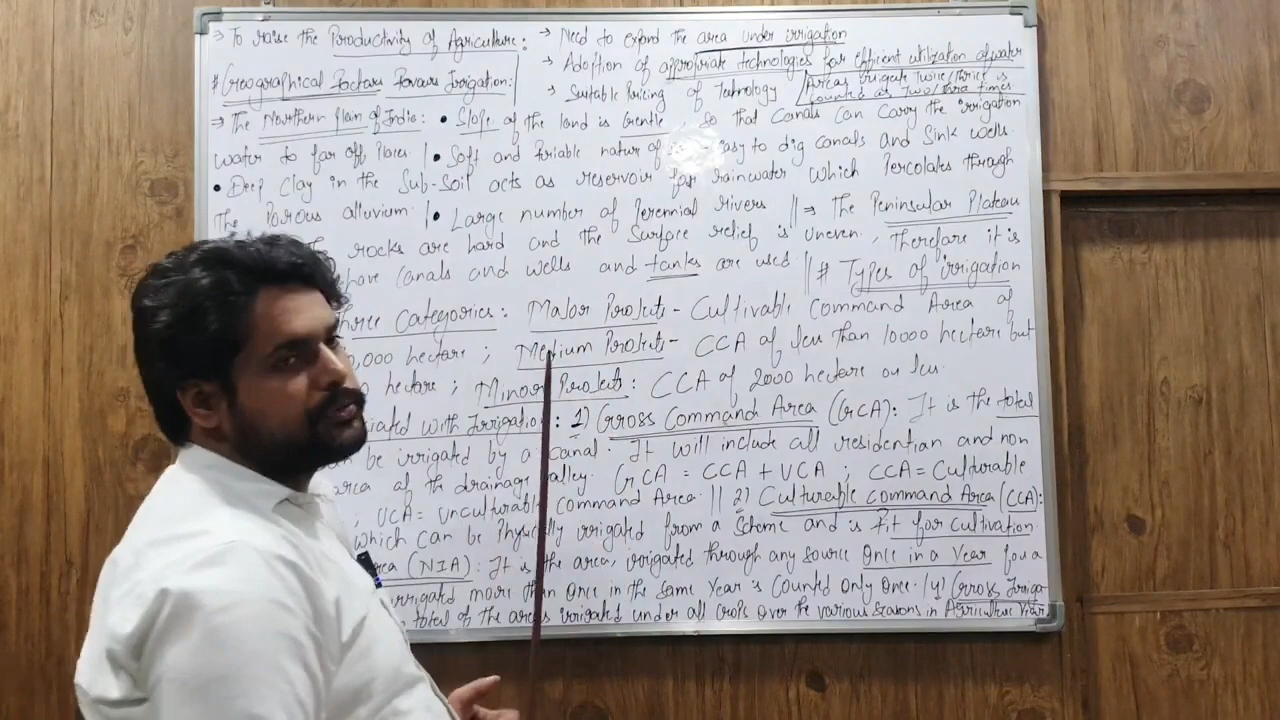 ⇒ To raise the Productivity of Agriculture: → Need to expand the area under irrigation
→ Adoption of appropriate technologies for efficient utilization of water
# Geographical Factors Favours Irrigation: → Suitable Pricing of Technology Areas irrigate Twice/thrice is
counted as Two/three times
⇒ The Northern Plain of India: • Slope of the land is Gentle, so that Canals can carry the irrigation
water to far off Places. | • Soft and friable nature of easy to dig canals and Sink wells.
• Deep Clay in the Sub-Soil acts as reservoir for rainwater which Percolates through
The Porous alluvium. | • Large number of Perennial rivers || ⇒ The Peninsular Plateau
rocks are hard and the Surface relief is uneven, Therefore it is
have Canals and wells and tanks are used || # Types of irrigation
Three Categories: Major Project - Cultivable Command Area of
10,000 hectare ; Medium Project - CCA of less Than 10000 hectare but
hectare ; Minor Project: CCA of 2000 hectare or less.
with Irrigation: 1) Gross Command Area (GCA): It is the total
be irrigated by a canal. It will include all residentian and non
area of th drainage valley. GCA = CCA + UCA ; CCA = Culturable
; UCA = unculturable Command Area. || 2) Cultureable Command Area (CCA):
which can be Physically irrigated from a Scheme and is Fit for cultivation.
Area (NIA): It is the area, irrigated through any source Once in a Year for a
irrigated more than Once in the same Year is Counted Only Once. | 4) Gross Irriga-
total of the areas irrigated under all crops over the various seasons in Agriculture Year